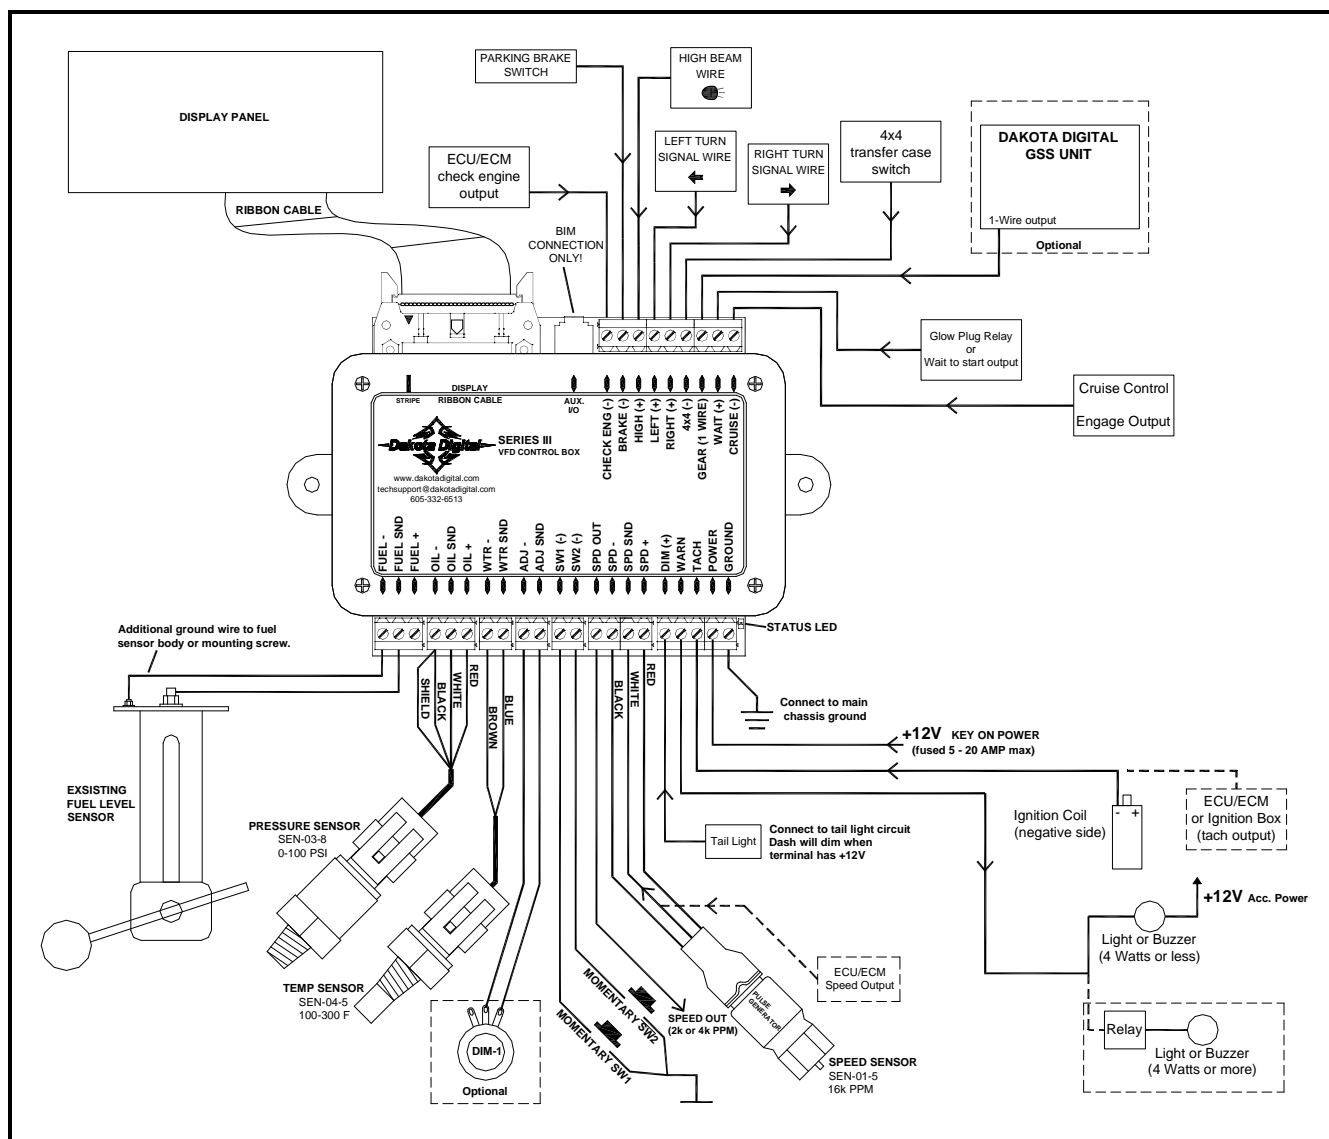 PARKING BRAKE
SWITCH
HIGH BEAM
WIRE
DISPLAY PANEL
ECU/ECM
check engine
output
LEFT TURN
SIGNAL WIRE
RIGHT TURN
SIGNAL WIRE
4x4
transfer case
switch
DAKOTA DIGITAL
GSS UNIT
1-Wire output
Optional
RIBBON CABLE
BIM
CONNECTION
ONLY!
Glow Plug Relay
or
Wait to start output
Cruise Control
Engage Output
STRIPE
DISPLAY
RIBBON CABLE
AUX.
I/O
CHECK ENG (-)
BRAKE (-)
HIGH (+)
LEFT (+)
RIGHT (+)
4x4 (-)
GEAR (1 WIRE)
WAIT (+)
CRUISE (-)
Dakota Digital
SERIES III
VFD CONTROL BOX
www.dakotadigital.com
techsupport@dakotadigital.com
605-332-6513
FUEL -
FUEL SND
FUEL +
OIL -
OIL SND
OIL +
WTR -
WTR SND
ADJ -
ADJ SND
SW1 (-)
SW2 (-)
SPD OUT
SPD -
SPD SND
SPD +
DIM (+)
WARN
TACH
POWER
GROUND
STATUS LED
Additional ground wire to fuel
sensor body or mounting screw.
SHIELD
BLACK
WHITE
RED
BROWN
BLUE
BLACK
WHITE
RED
Connect to main
chassis ground
+12V KEY ON POWER
(fused 5 - 20 AMP max)
EXSISTING
FUEL LEVEL
SENSOR
PRESSURE SENSOR
SEN-03-8
0-100 PSI
Tail Light
Connect to tail light circuit
Dash will dim when
terminal has +12V
Ignition Coil
(negative side)
- +
ECU/ECM
or Ignition Box
(tach output)
+12V Acc. Power
Light or Buzzer
(4 Watts or less)
TEMP SENSOR
SEN-04-5
100-300 F
MOMENTARY SW2
MOMENTARY SW1
SPEED OUT
(2k or 4k PPM)
ECU/ECM
Speed Output
PULSE
GENERATOR
DIM-1
Optional
SPEED SENSOR
SEN-01-5
16k PPM
Relay
Light or Buzzer
(4 Watts or more)